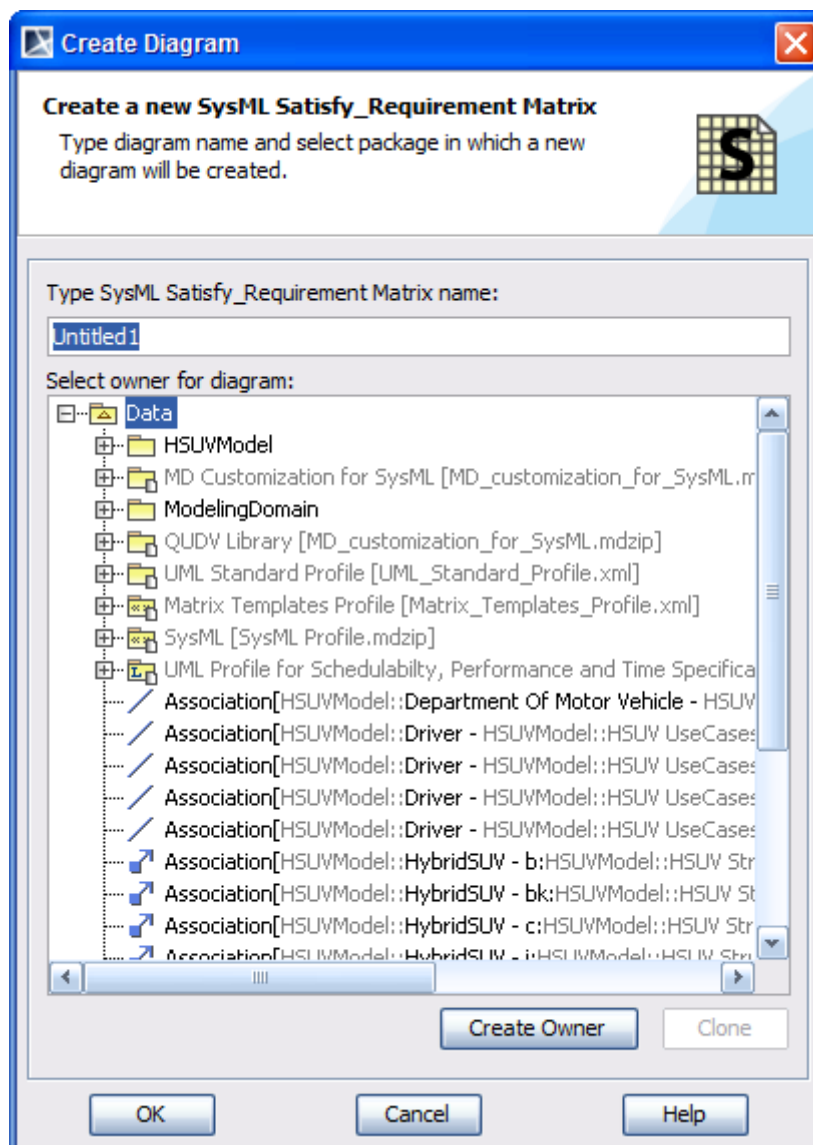 Create Diagram
Create a new SysML Satisfy_Requirement Matrix
Type diagram name and select package in which a new
diagram will be created.
S
Type SysML Satisfy_Requirement Matrix name:
Untitled1
Select owner for diagram:
Data
HSUVModel
MD Customization for SysML [MD_customization_for_SysML.m
ModelingDomain
QUDV Library [MD_customization_for_SysML.mdzip]
UML Standard Profile [UML_Standard_Profile.xml]
Matrix Templates Profile [Matrix_Templates_Profile.xml]
SysML [SysML Profile.mdzip]
UML Profile for Schedulabilty, Performance and Time Specifica
Association[HSUVModel::Department Of Motor Vehicle - HSUV
Association[HSUVModel::Driver - HSUVModel::HSUV UseCases
Association[HSUVModel::Driver - HSUVModel::HSUV UseCases
Association[HSUVModel::Driver - HSUVModel::HSUV UseCases
Association[HSUVModel::Driver - HSUVModel::HSUV UseCases
Association[HSUVModel::HybridSUV - b:HSUVModel::HSUV Str
Association[HSUVModel::HybridSUV - bk:HSUVModel::HSUV St
Association[HSUVModel::HybridSUV - c:HSUVModel::HSUV Str
Association[HSUVModel::HybridSUV - i:HSUVModel::HSUV Stru
Create Owner Clone
OK Cancel Help